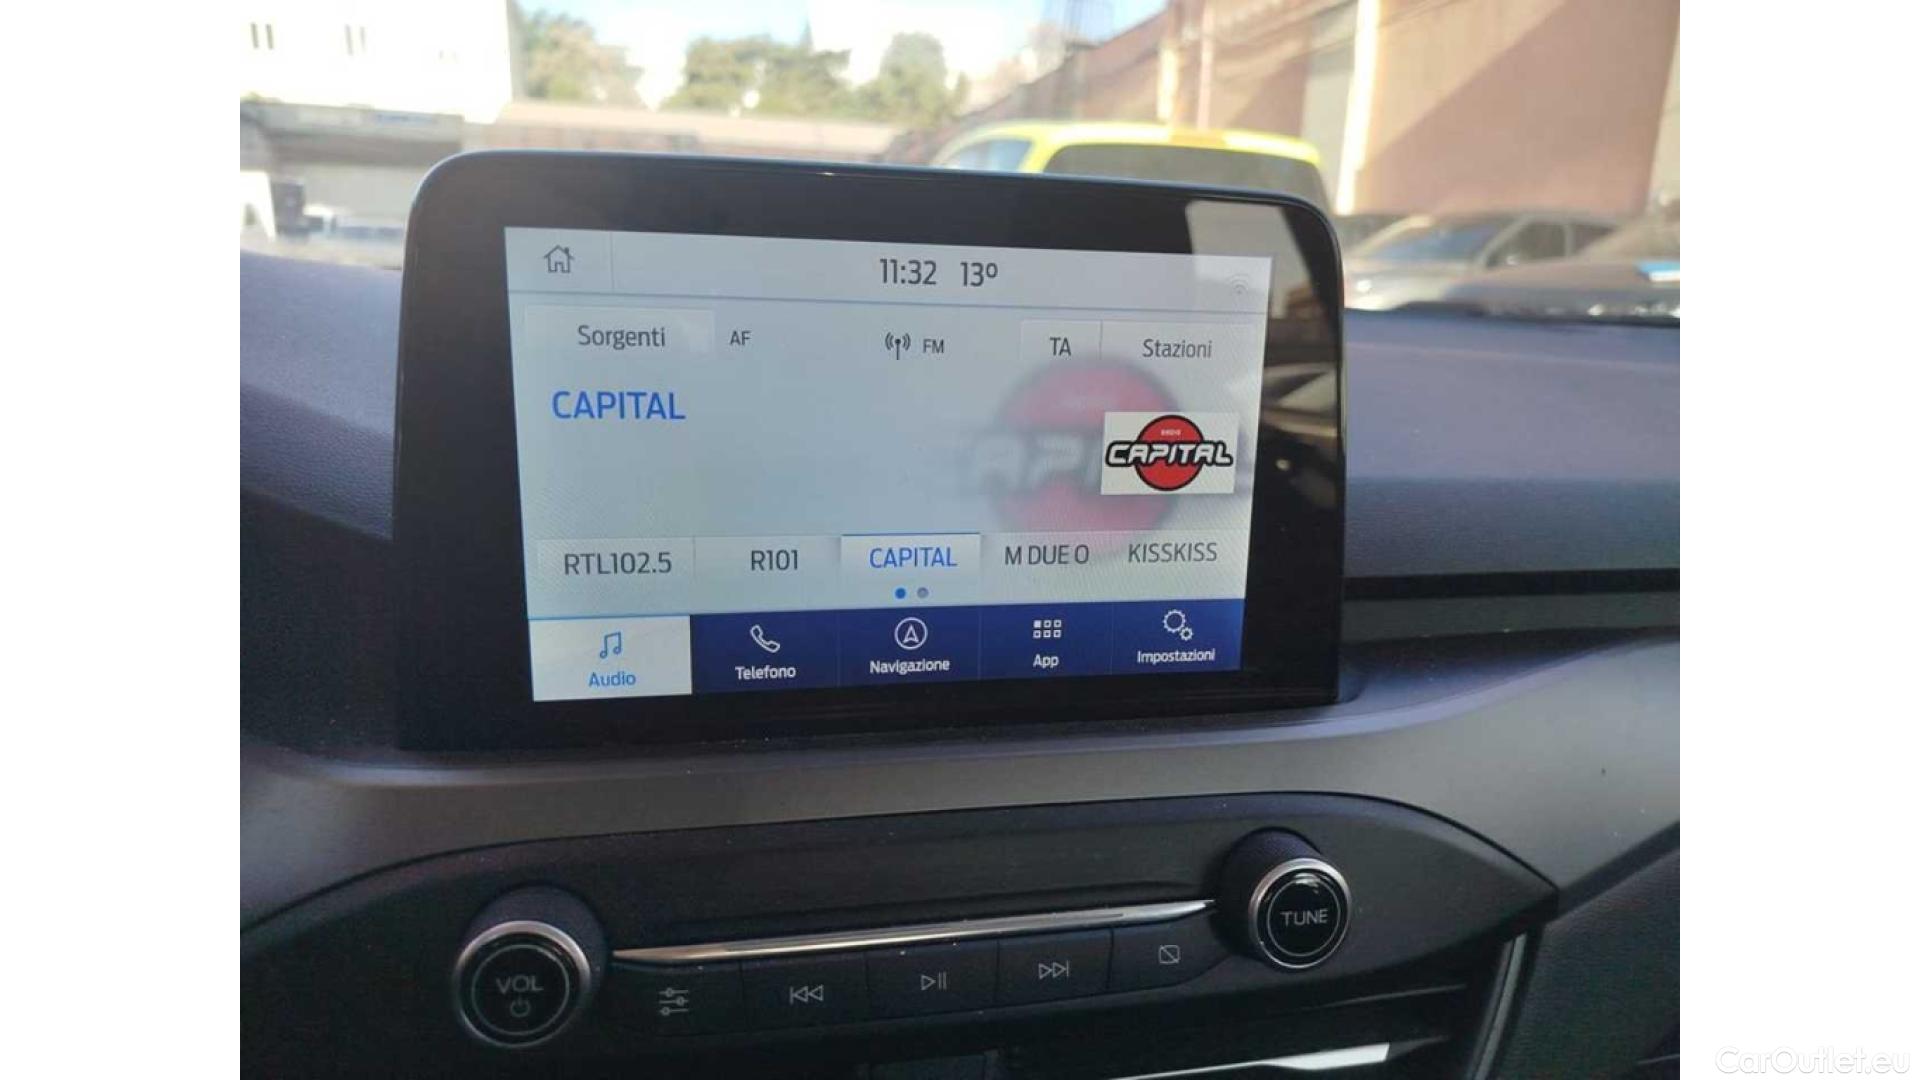 11:32 13°
Sorgenti AF FM TA Stazioni
CAPITAL
CAPITAL
RTL102.5 R101 CAPITAL M DUE O KISSKISS
Audio Telefono Navigazione App Impostazioni
TUNE
VOL
CarOutlet.eu